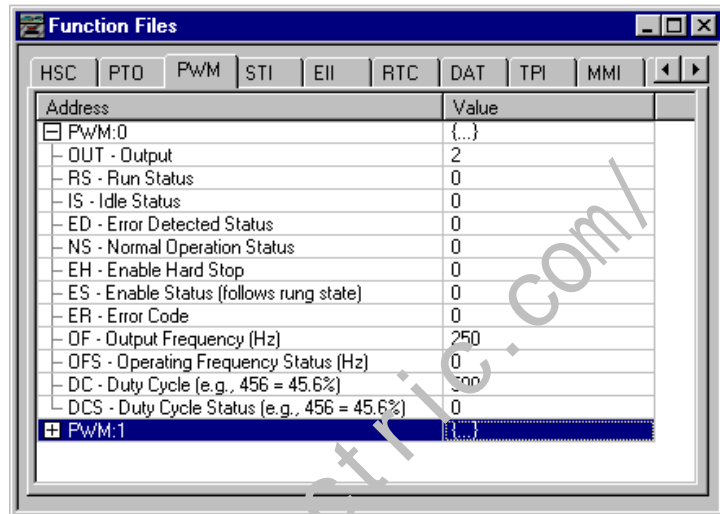 Function Files
HSC PTO PWM STI EII RTC DAT TPI MMI
Address Value
PWM:0 {...}
OUT - Output 2
RS - Run Status 0
IS - Idle Status 0
ED - Error Detected Status 0
NS - Normal Operation Status 0
EH - Enable Hard Stop 0
ES - Enable Status (follows rung state) 0
ER - Error Code 0
OF - Output Frequency (Hz) 250
OFS - Operating Frequency Status (Hz) 0
DC - Duty Cycle (e.g., 456 = 45.6%)
DCS - Duty Cycle Status (e.g., 456 = 45.6%) 0
PWM:1 {...}
tric.com/